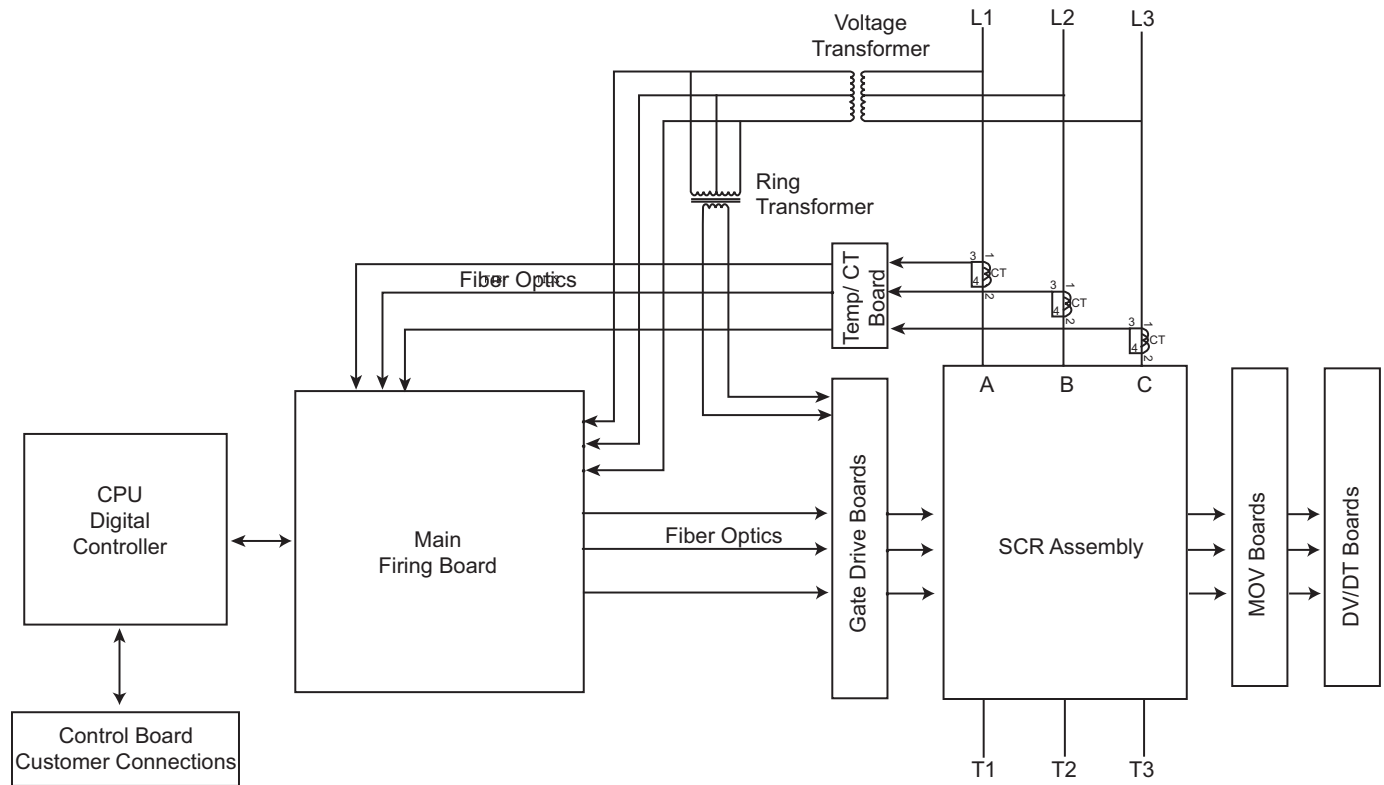 Voltage
Transformer
L1
L2
L3
Ring
Transformer
Fiber Optics
Temp/ CT
Board
3
1
4
CT
2
3
1
4
CT
2
3
1
4
CT
2
A
B
C
CPU
Digital
Controller
Main
Firing Board
Fiber Optics
Gate Drive Boards
SCR Assembly
MOV Boards
DV/DT Boards
Control Board
Customer Connections
T1
T2
T3